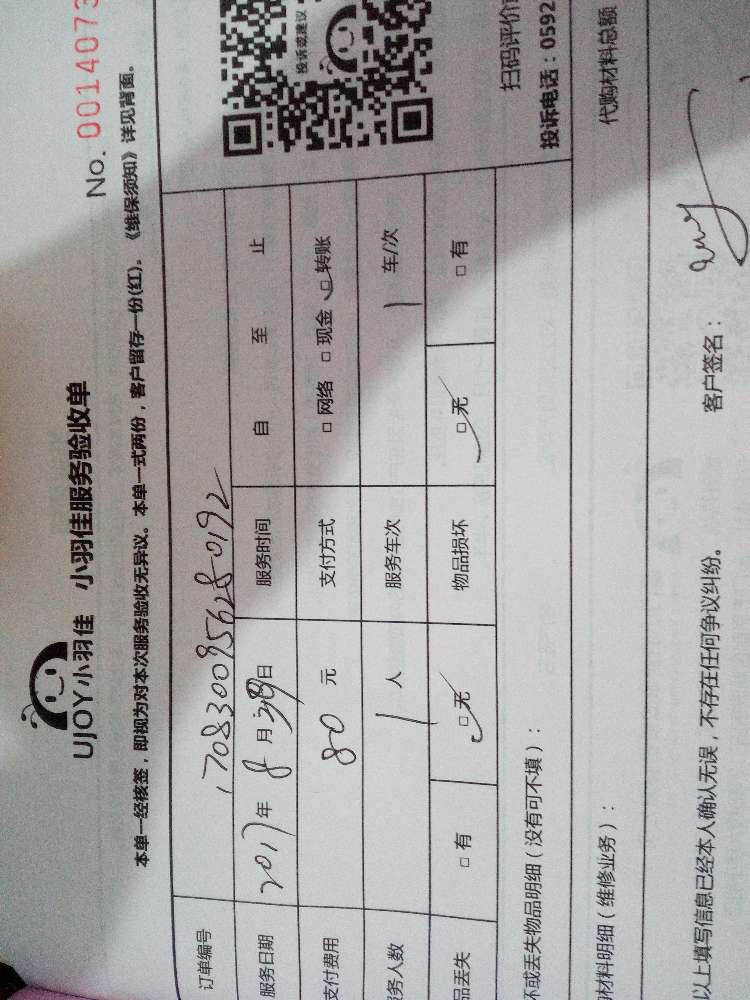 UJOY小羽佳 小羽佳服务验收单
No. 0014073
本单一经核签，即视为对本次服务验收无异议。本单一式两份，客户留存一份(红)。《维保须知》详见背面。
订单编号 1708300956280192
服务日期 2017年8月30日 服务时间 自 至 止
支付费用 80元 支付方式 □网络 □现金 □转账
务人数 1人 服务车次 1车/次
品丢失 □有 □无 物品损坏 □无 □有
投诉或建议
扫码评价
投诉电话：0592
坏或丢失物品明细（没有可不填）：
材料明细（维修业务）： 代购材料总额
以上填写信息已经本人确认无误，不存在任何争议纠纷。 客户签名：